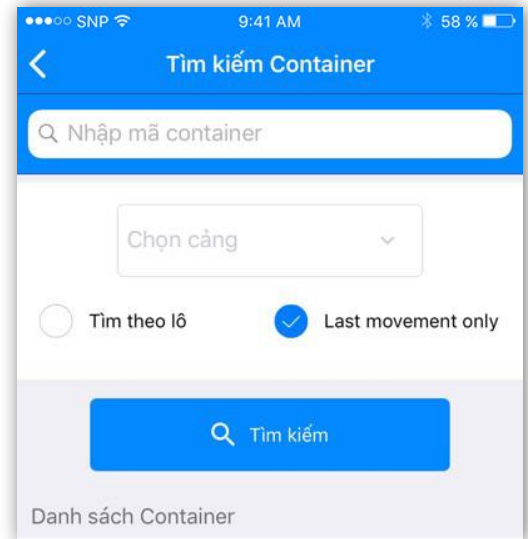 SNP 9:41 AM 58 %
Tìm kiếm Container
Nhập mã container
Chọn cảng
Tìm theo lô Last movement only
Tìm kiếm
Danh sách Container